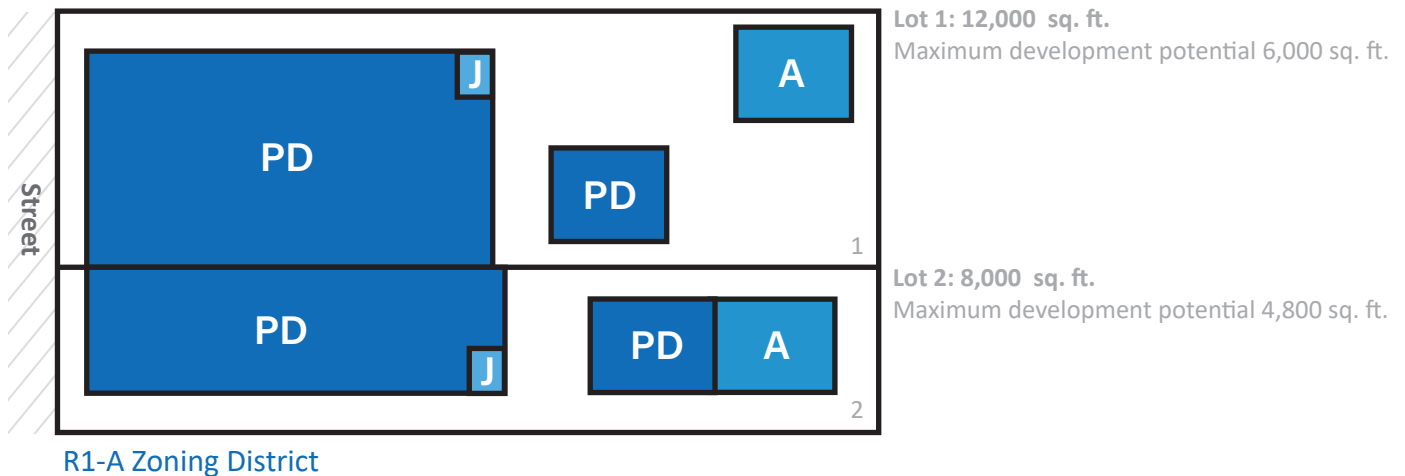 Lot 1: 12,000 sq. ft.
Maximum development potential 6,000 sq. ft.
J
A
PD
PD
Street
1
Lot 2: 8,000 sq. ft.
Maximum development potential 4,800 sq. ft.
PD
PD
A
J
2
R1-A Zoning District